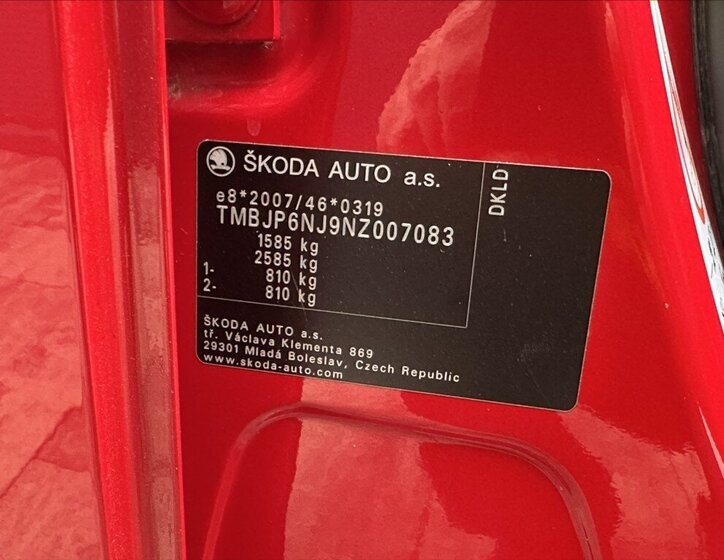 ŠKODA AUTO a.s.
e8*2007/46*0319
TMBJP6NJ9NZ007083
1585 kg
2585 kg
1- 810 kg
2- 810 kg
DKLD
ŠKODA AUTO a.s.
tř. Václava Klementa 869
29301 Mladá Boleslav, Czech Republic
www.skoda-auto.com